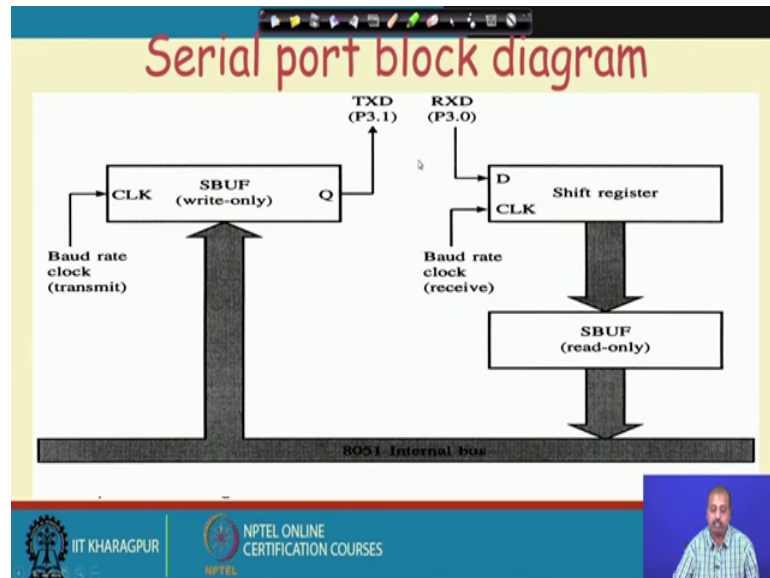 Serial port block diagram
TXD
(P3.1)
RXD
(P3.0)
CLK
SBUF
(write-only)
Q
D
CLK
Shift register
Baud rate
clock
(transmit)
Baud rate
clock
(receive)
SBUF
(read-only)
8051 Internal bus
IIT KHARAGPUR
NPTEL
NPTEL ONLINE
CERTIFICATION COURSES